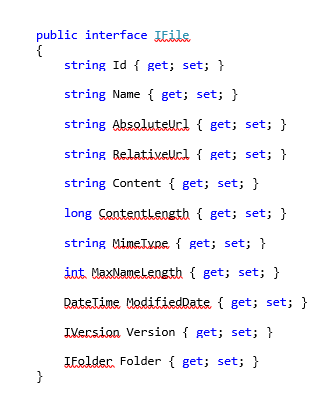 public interface IFile
{
string Id { get; set; }
string Name { get; set; }
string AbsoluteUrl { get; set; }
string RelativeUrl { get; set; }
string Content { get; set; }
long ContentLength { get; set; }
string MimeType { get; set; }
int MaxNameLength { get; set; }
DateTime ModifiedDate { get; set; }
IVersion Version { get; set; }
IFolder Folder { get; set; }
}